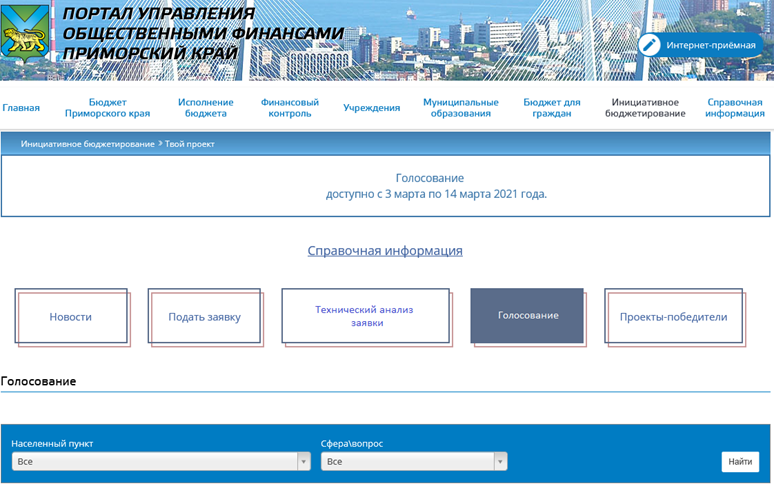 ПОРТАЛ УПРАВЛЕНИЯ
ОБЩЕСТВЕННЫМИ ФИНАНСАМИ
ПРИМОРСКИЙ КРАЙ
Интернет-приёмная
Главная
Бюджет
Приморского края
Исполнение
бюджета
Финансовый
контроль
Учреждения
Муниципальные
образования
Бюджет для
граждан
Инициативное
бюджетирование
Справочная
информация
Инициативное бюджетирование > Твой проект
Голосование
доступно с 3 марта по 14 марта 2021 года.
Справочная информация
Новости
Подать заявку
Технический анализ
заявки
Голосование
Проекты-победители
Голосование
Населенный пункт
Сфера\вопрос
Все
Все
Найти